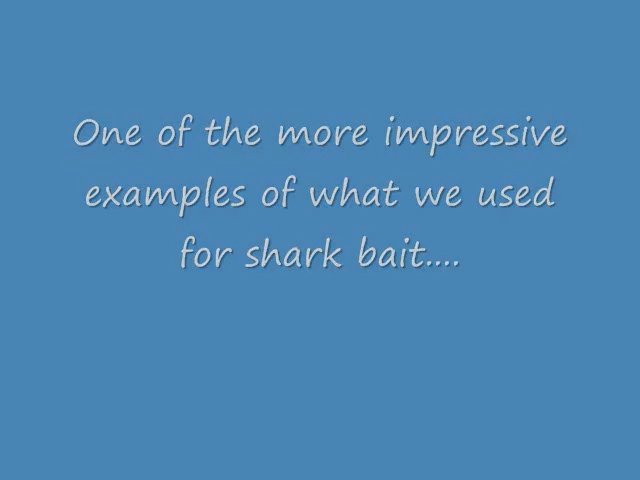 One of the more impressive
examples of what we used
for shark bait....